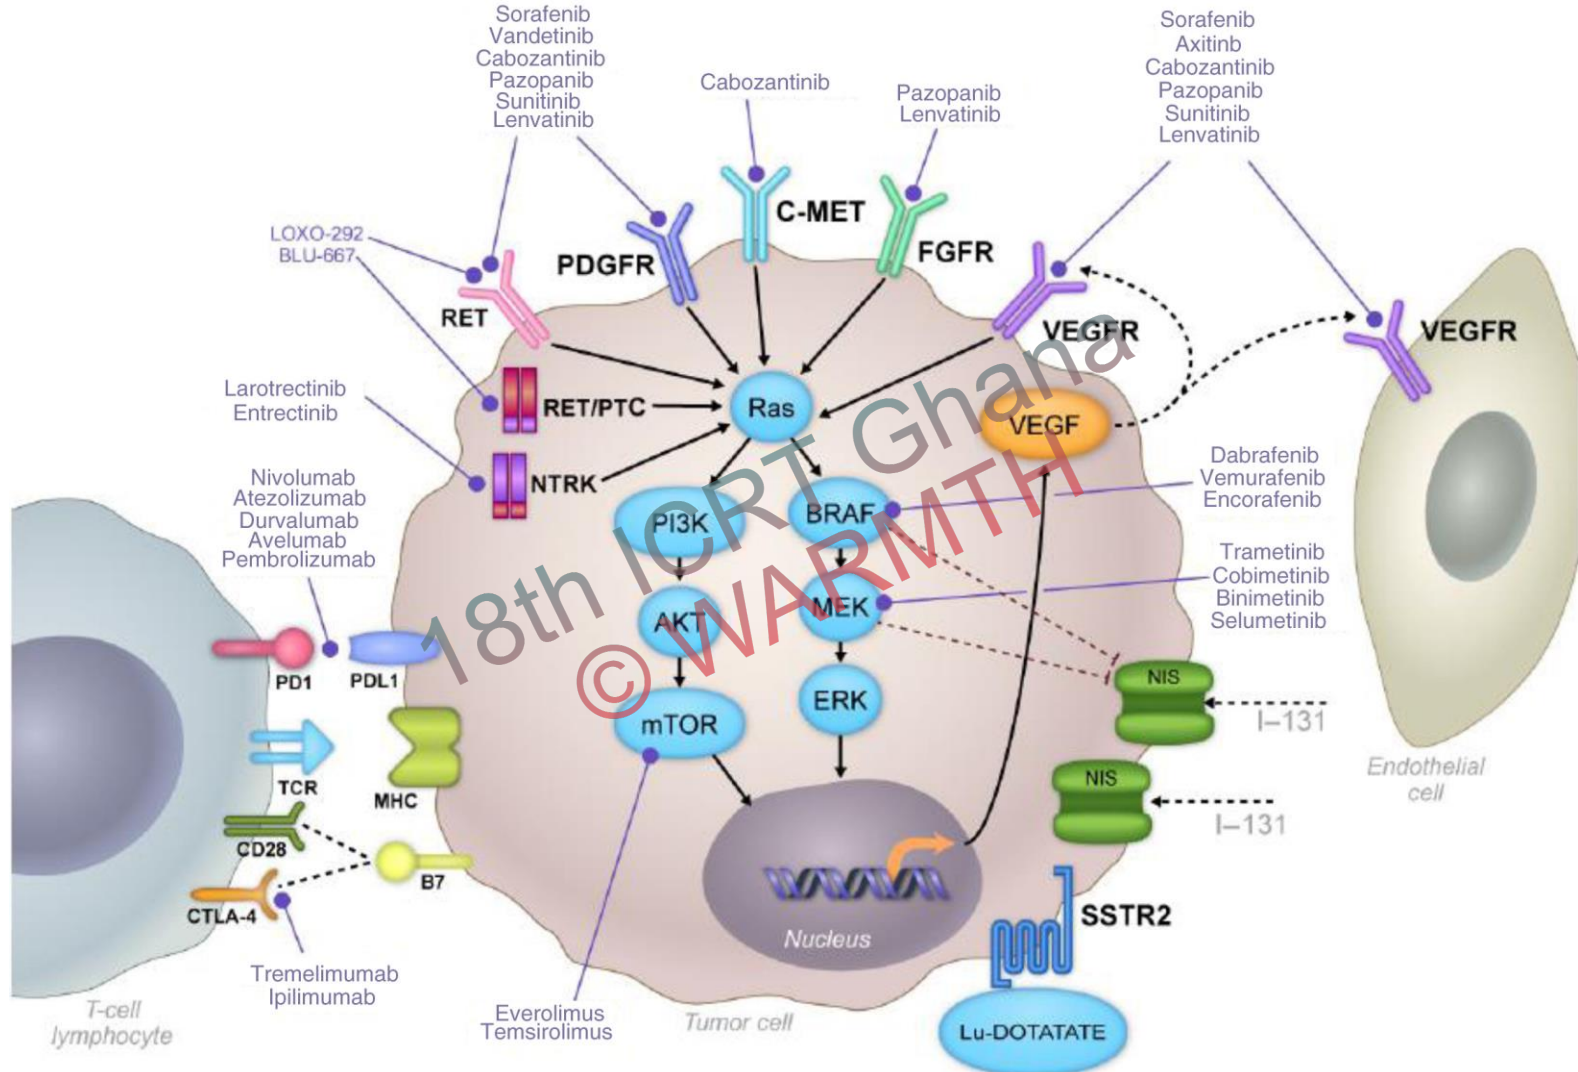 Sorafenib
Vandetinib
Cabozantinib
Pazopanib
Sunitinib
Lenvatinib
Cabozantinib
Pazopanib
Lenvatinib
Sorafenib
Axitinb
Cabozantinib
Pazopanib
Sunitinib
Lenvatinib
LOXO-292
BLU-667
RET
PDGFR
C-MET
FGFR
VEGFR
VEGFR
Larotrectinib
Entrectinib
RET/PTC
NTRK
Ras
VEGF
Nivolumab
Atezolizumab
Durvalumab
Avelumab
Pembrolizumab
PI3K
BRAF
Dabrafenib
Vemurafenib
Encorafenib
AKT
MEK
Trametinib
Cobimetinib
Binimetinib
Selumetinib
PD1
PDL1
mTOR
ERK
NIS
I–131
TCR
MHC
NIS
I–131
Endothelial
cell
CD28
B7
CTLA-4
Nucleus
SSTR2
Tremelimumab
Ipilimumab
T-cell
lymphocyte
Everolimus
Temsirolimus
Tumor cell
Lu-DOTATATE
18th ICRT Ghana
© WARMTH